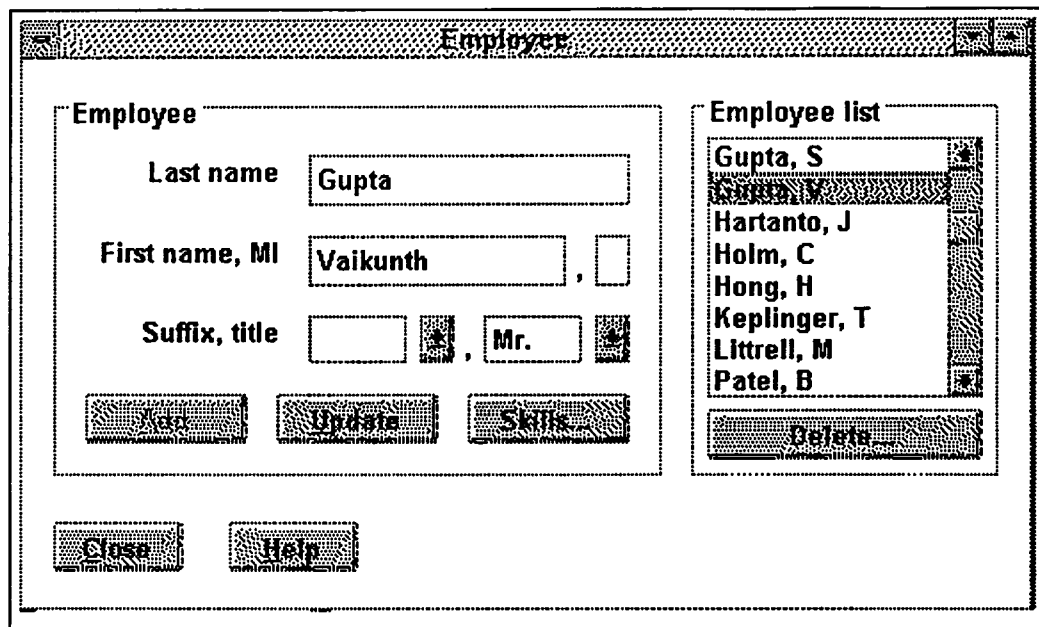 Employee
Employee
Last name Gupta
First name, MI Vaikunth ,
Suffix, title , Mr.
Add Update Skills...
Employee list
Gupta, S
Gupta, V
Hartanto, J
Holm, C
Hong, H
Keplinger, T
Littrell, M
Patel, B
Delete...
Close Help